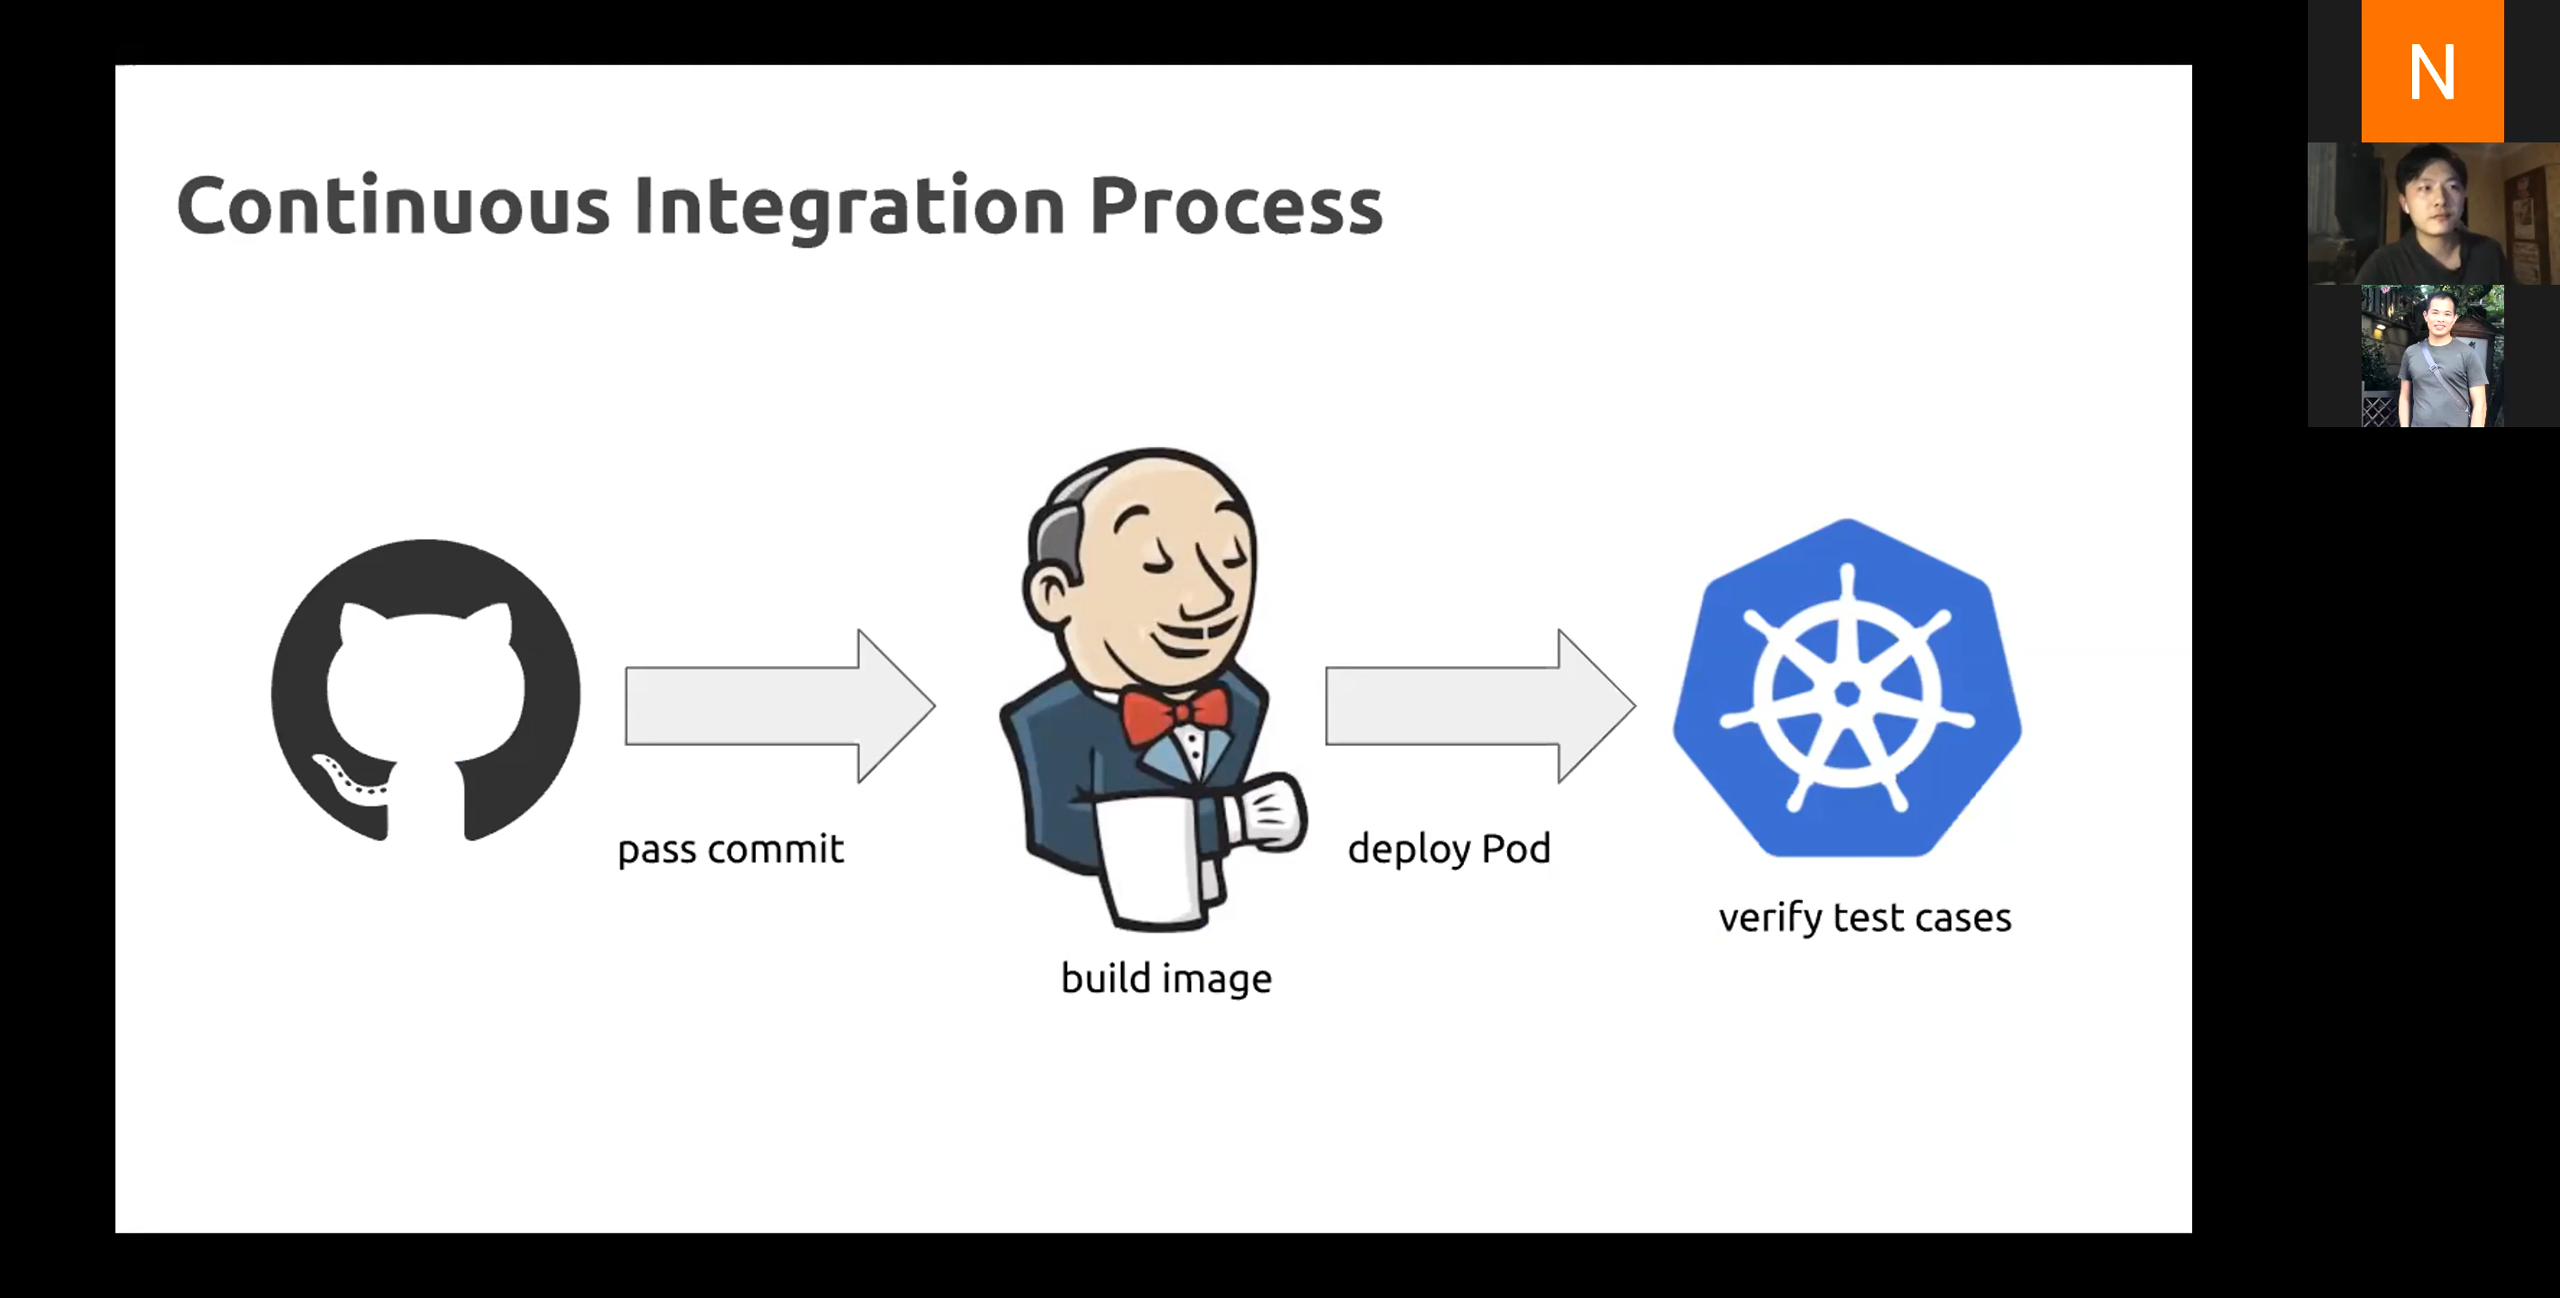 N
Continuous Integration Process
pass commit
deploy Pod
verify test cases
build image